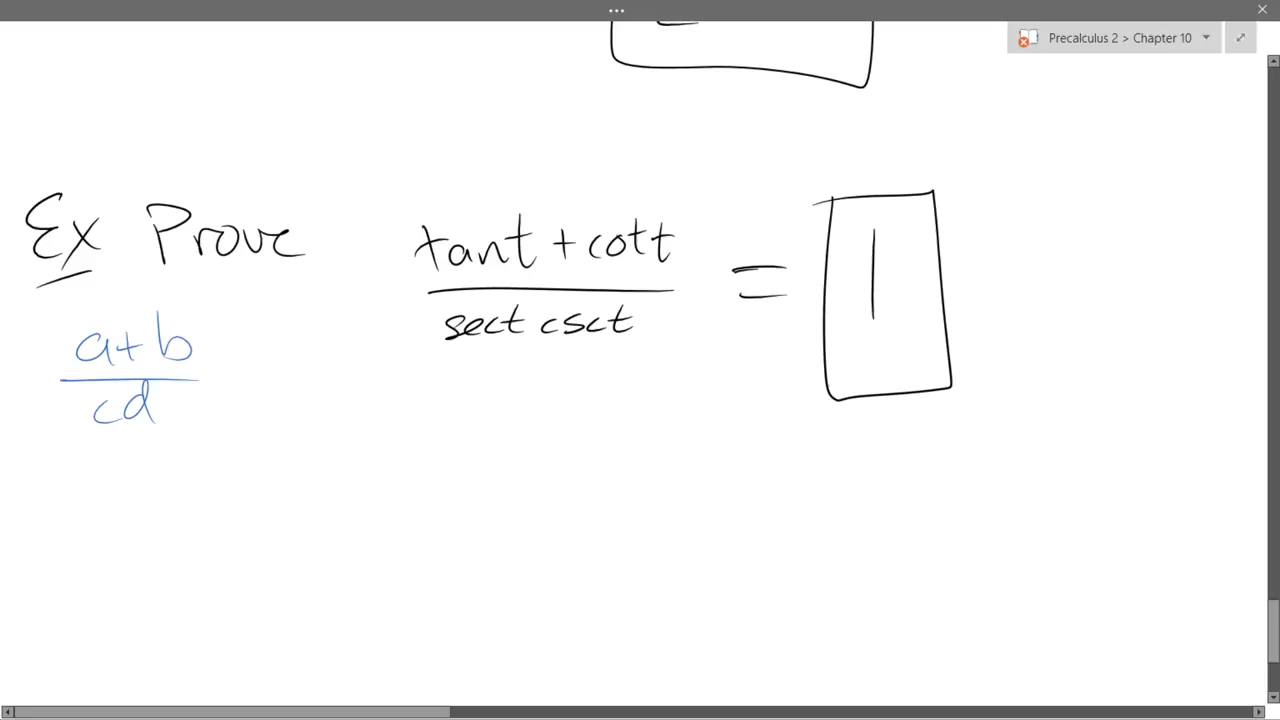 Precalculus 2 > Chapter 10
Ex Prove tant + cott / sect csct = 1
a+b / cd